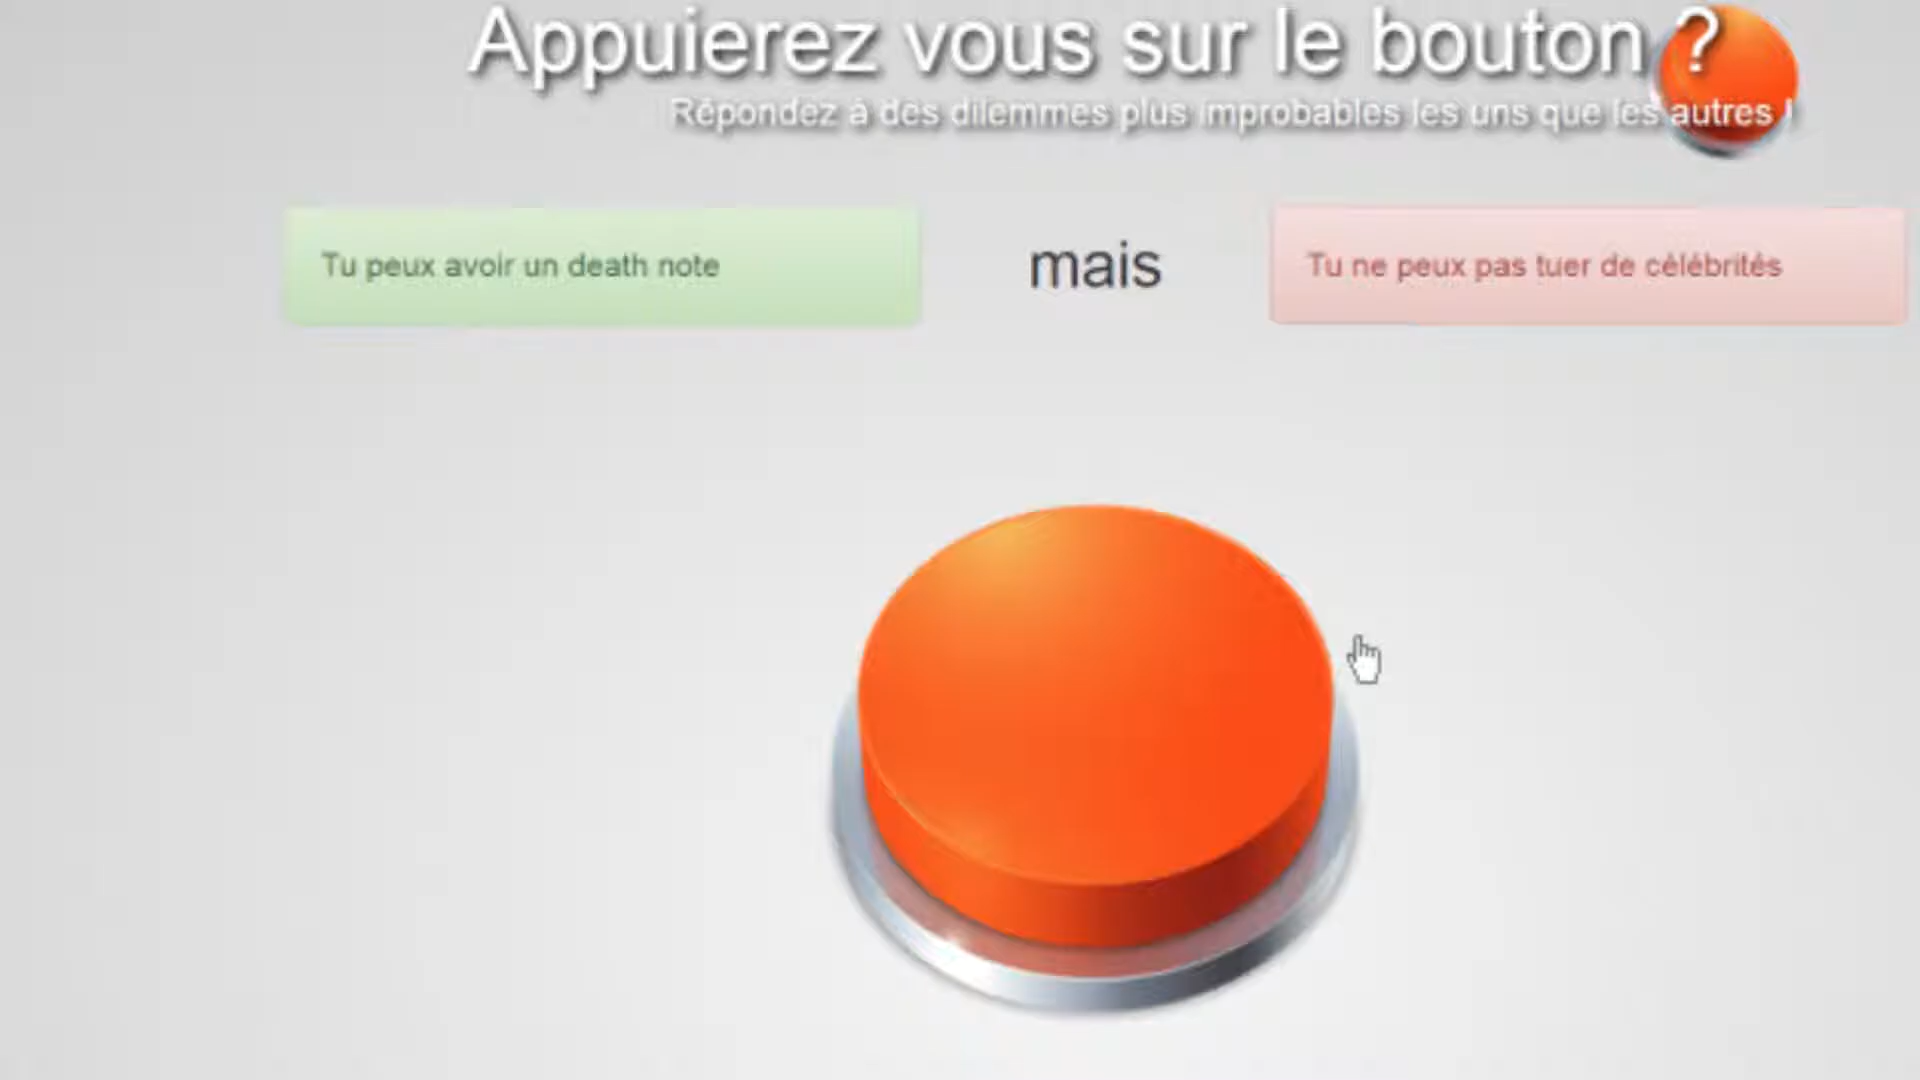 Appuierez vous sur le bouton ?
Répondez à des dilemmes plus improbables les uns que les autres !
Tu peux avoir un death note
mais
Tu ne peux pas tuer de célébrités